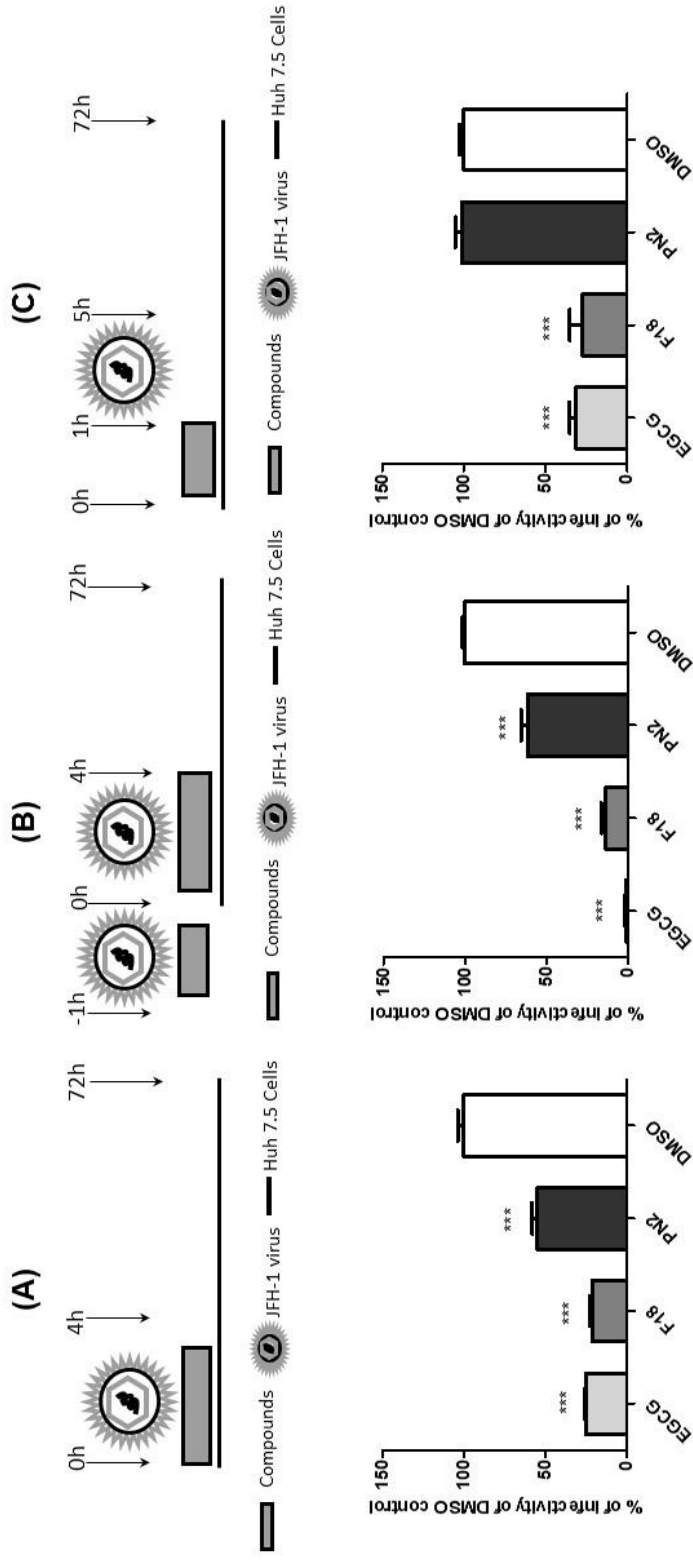 (A)
0h 4h 72h
Compounds JFH-1 virus Huh 7.5 Cells
% of Infectivity of DMSO control
150
100
50
0
*** *** ***
EGCG F18 PN2 DMSO
(B)
-1h 0h 4h 72h
Compounds JFH-1 virus Huh 7.5 Cells
% of Infectivity of DMSO control
150
100
50
0
*** *** ***
EGCG F18 PN2 DMSO
(C)
0h 1h 5h 72h
Compounds JFH-1 virus Huh 7.5 Cells
% of Infectivity of DMSO control
150
100
50
0
*** ***
EGCG F18 PN2 DMSO